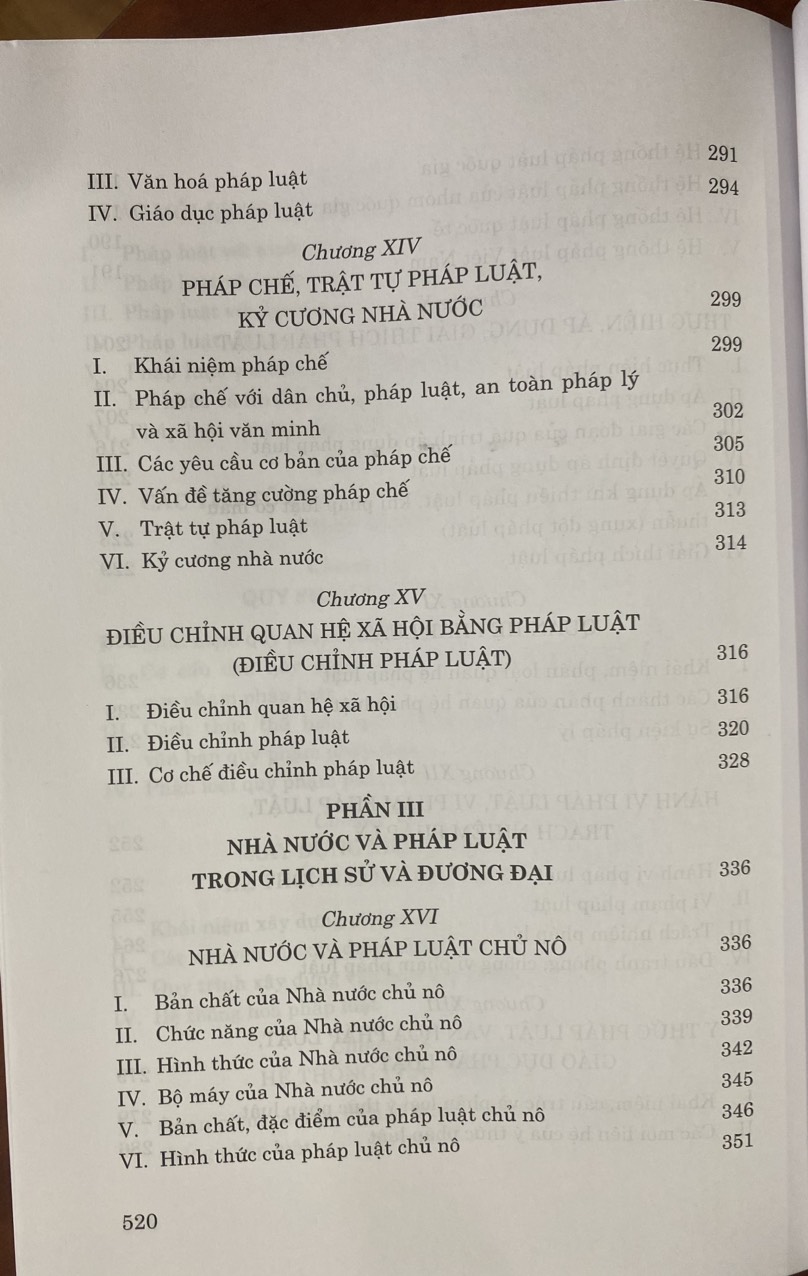 III. Văn hoá pháp luật 291
IV. Giáo dục pháp luật 294
Chương XIV
PHÁP CHẾ, TRẬT TỰ PHÁP LUẬT,
KỶ CƯƠNG NHÀ NƯỚC 299
I. Khái niệm pháp chế 299
II. Pháp chế với dân chủ, pháp luật, an toàn pháp lý
và xã hội văn minh 302
III. Các yêu cầu cơ bản của pháp chế 305
IV. Vấn đề tăng cường pháp chế 310
V. Trật tự pháp luật 313
VI. Kỷ cương nhà nước 314
Chương XV
ĐIỀU CHỈNH QUAN HỆ XÃ HỘI BẰNG PHÁP LUẬT
(ĐIỀU CHỈNH PHÁP LUẬT) 316
I. Điều chỉnh quan hệ xã hội 316
II. Điều chỉnh pháp luật 320
III. Cơ chế điều chỉnh pháp luật 328
PHẦN III
NHÀ NƯỚC VÀ PHÁP LUẬT
TRONG LỊCH SỬ VÀ ĐƯƠNG ĐẠI 336
Chương XVI
NHÀ NƯỚC VÀ PHÁP LUẬT CHỦ NÔ 336
I. Bản chất của Nhà nước chủ nô 336
II. Chức năng của Nhà nước chủ nô 339
III. Hình thức của Nhà nước chủ nô 342
IV. Bộ máy của Nhà nước chủ nô 345
V. Bản chất, đặc điểm của pháp luật chủ nô 346
VI. Hình thức của pháp luật chủ nô 351
520